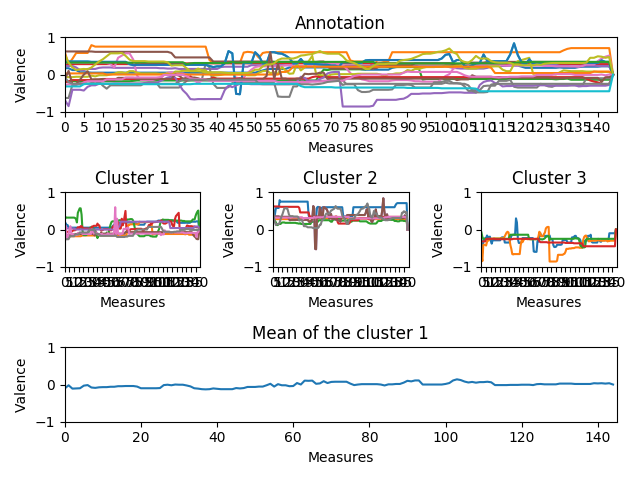 Annotation
Valence
1
0
−1
0 5 10 15 20 25 30 35 40 45 50 55 60 65 70 75 80 85 90 95 100 105 110 115 120 125 130 135 140
Measures
Cluster 1 Cluster 2 Cluster 3
Valence Valence Valence
1 1 1
0 0 0
−1 −1 −1
Measures Measures Measures
Mean of the cluster 1
Valence
1
0
−1
0 20 40 60 80 100 120 140
Measures